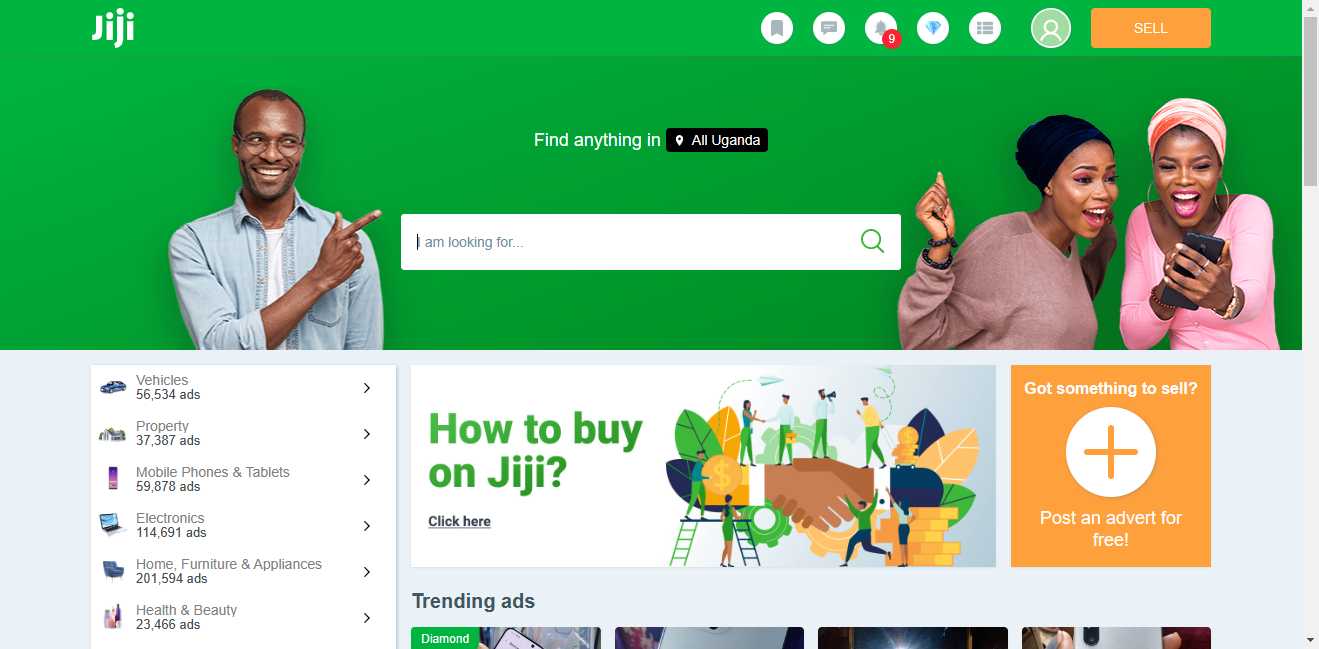 Jiji
9
SELL
Find anything in All Uganda
I am looking for...
Vehicles
56,534 ads
Property
37,387 ads
Mobile Phones & Tablets
59,878 ads
Electronics
114,691 ads
Home, Furniture & Appliances
201,594 ads
Health & Beauty
23,466 ads
How to buy
on Jiji?
Click here
Got something to sell?
Post an advert for
free!
Trending ads
Diamond